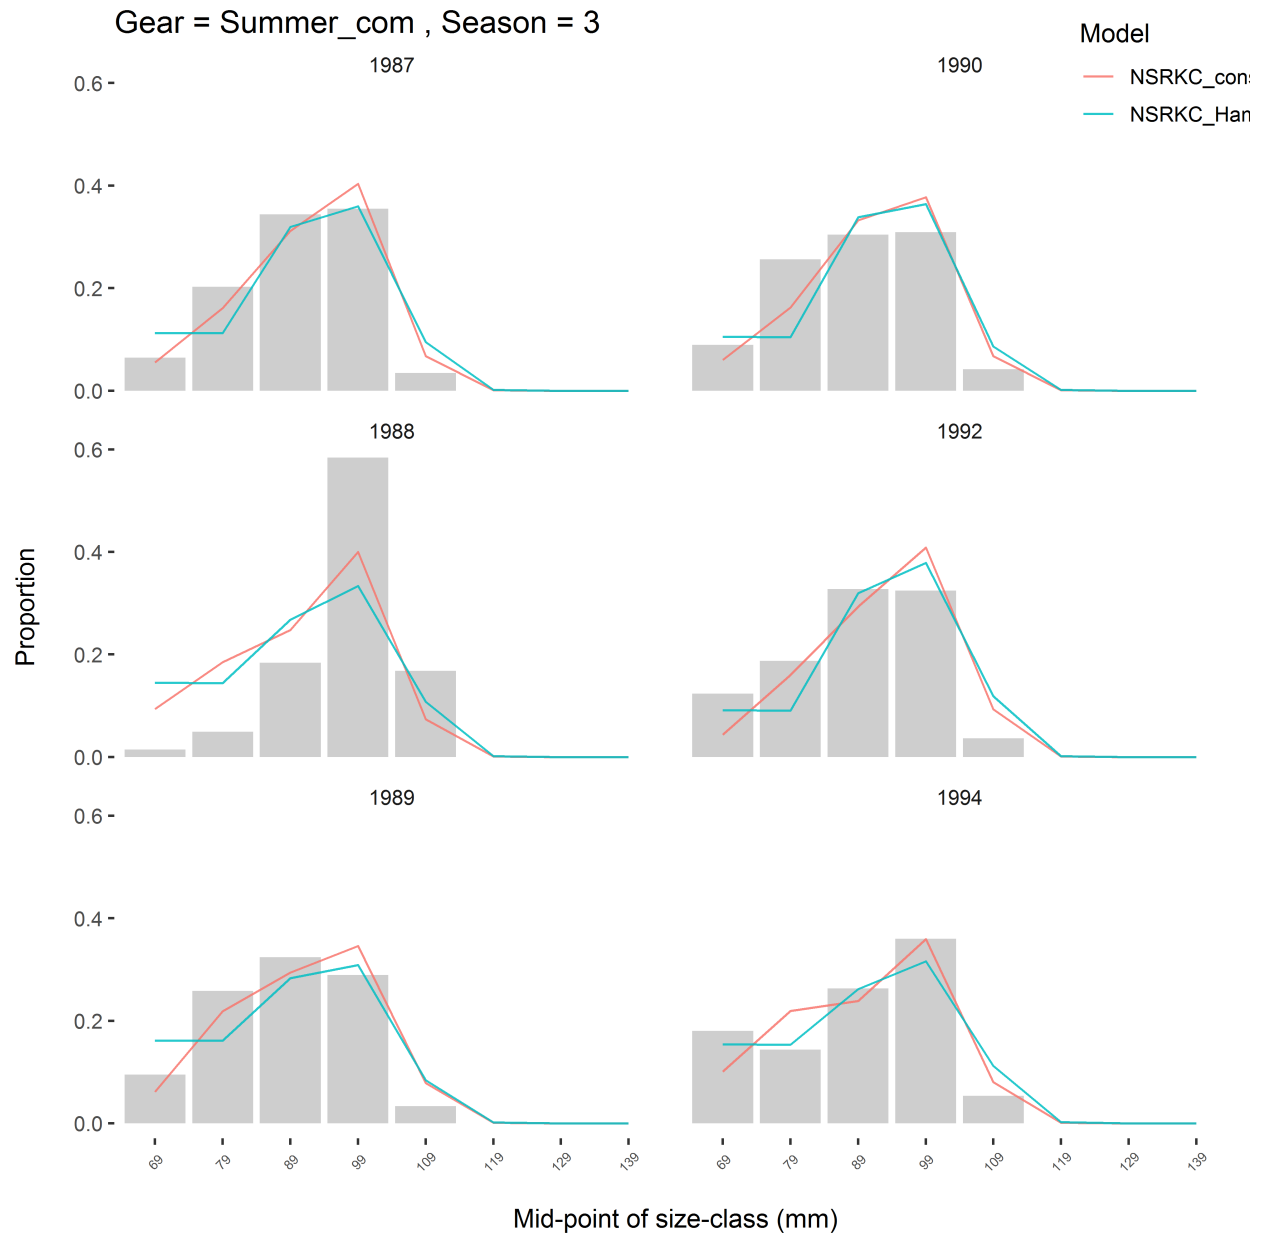 Gear = Summer_com , Season = 3
Model
NSRKC_con
NSRKC_Han
1987
1990
0.6
0.4
0.2
0.0
1988
1992
0.6
0.4
0.2
0.0
1989
1994
0.6
0.4
0.2
0.0
Proportion
69 79 89 99 109 119 129 139
69 79 89 99 109 119 129 139
Mid-point of size-class (mm)